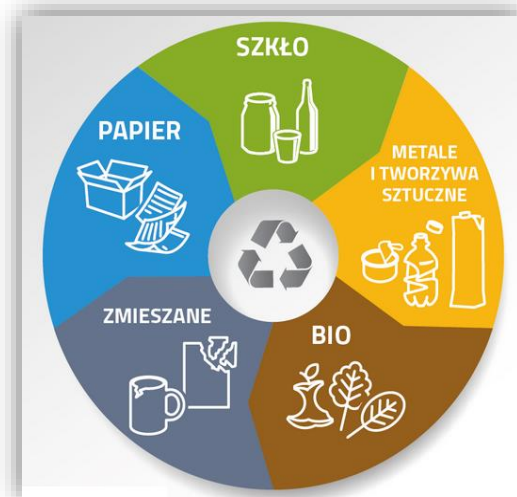 SZKŁO
METALE
I TWORZYWA
SZTUCZNE
BIO
ZMIESZANE
PAPIER